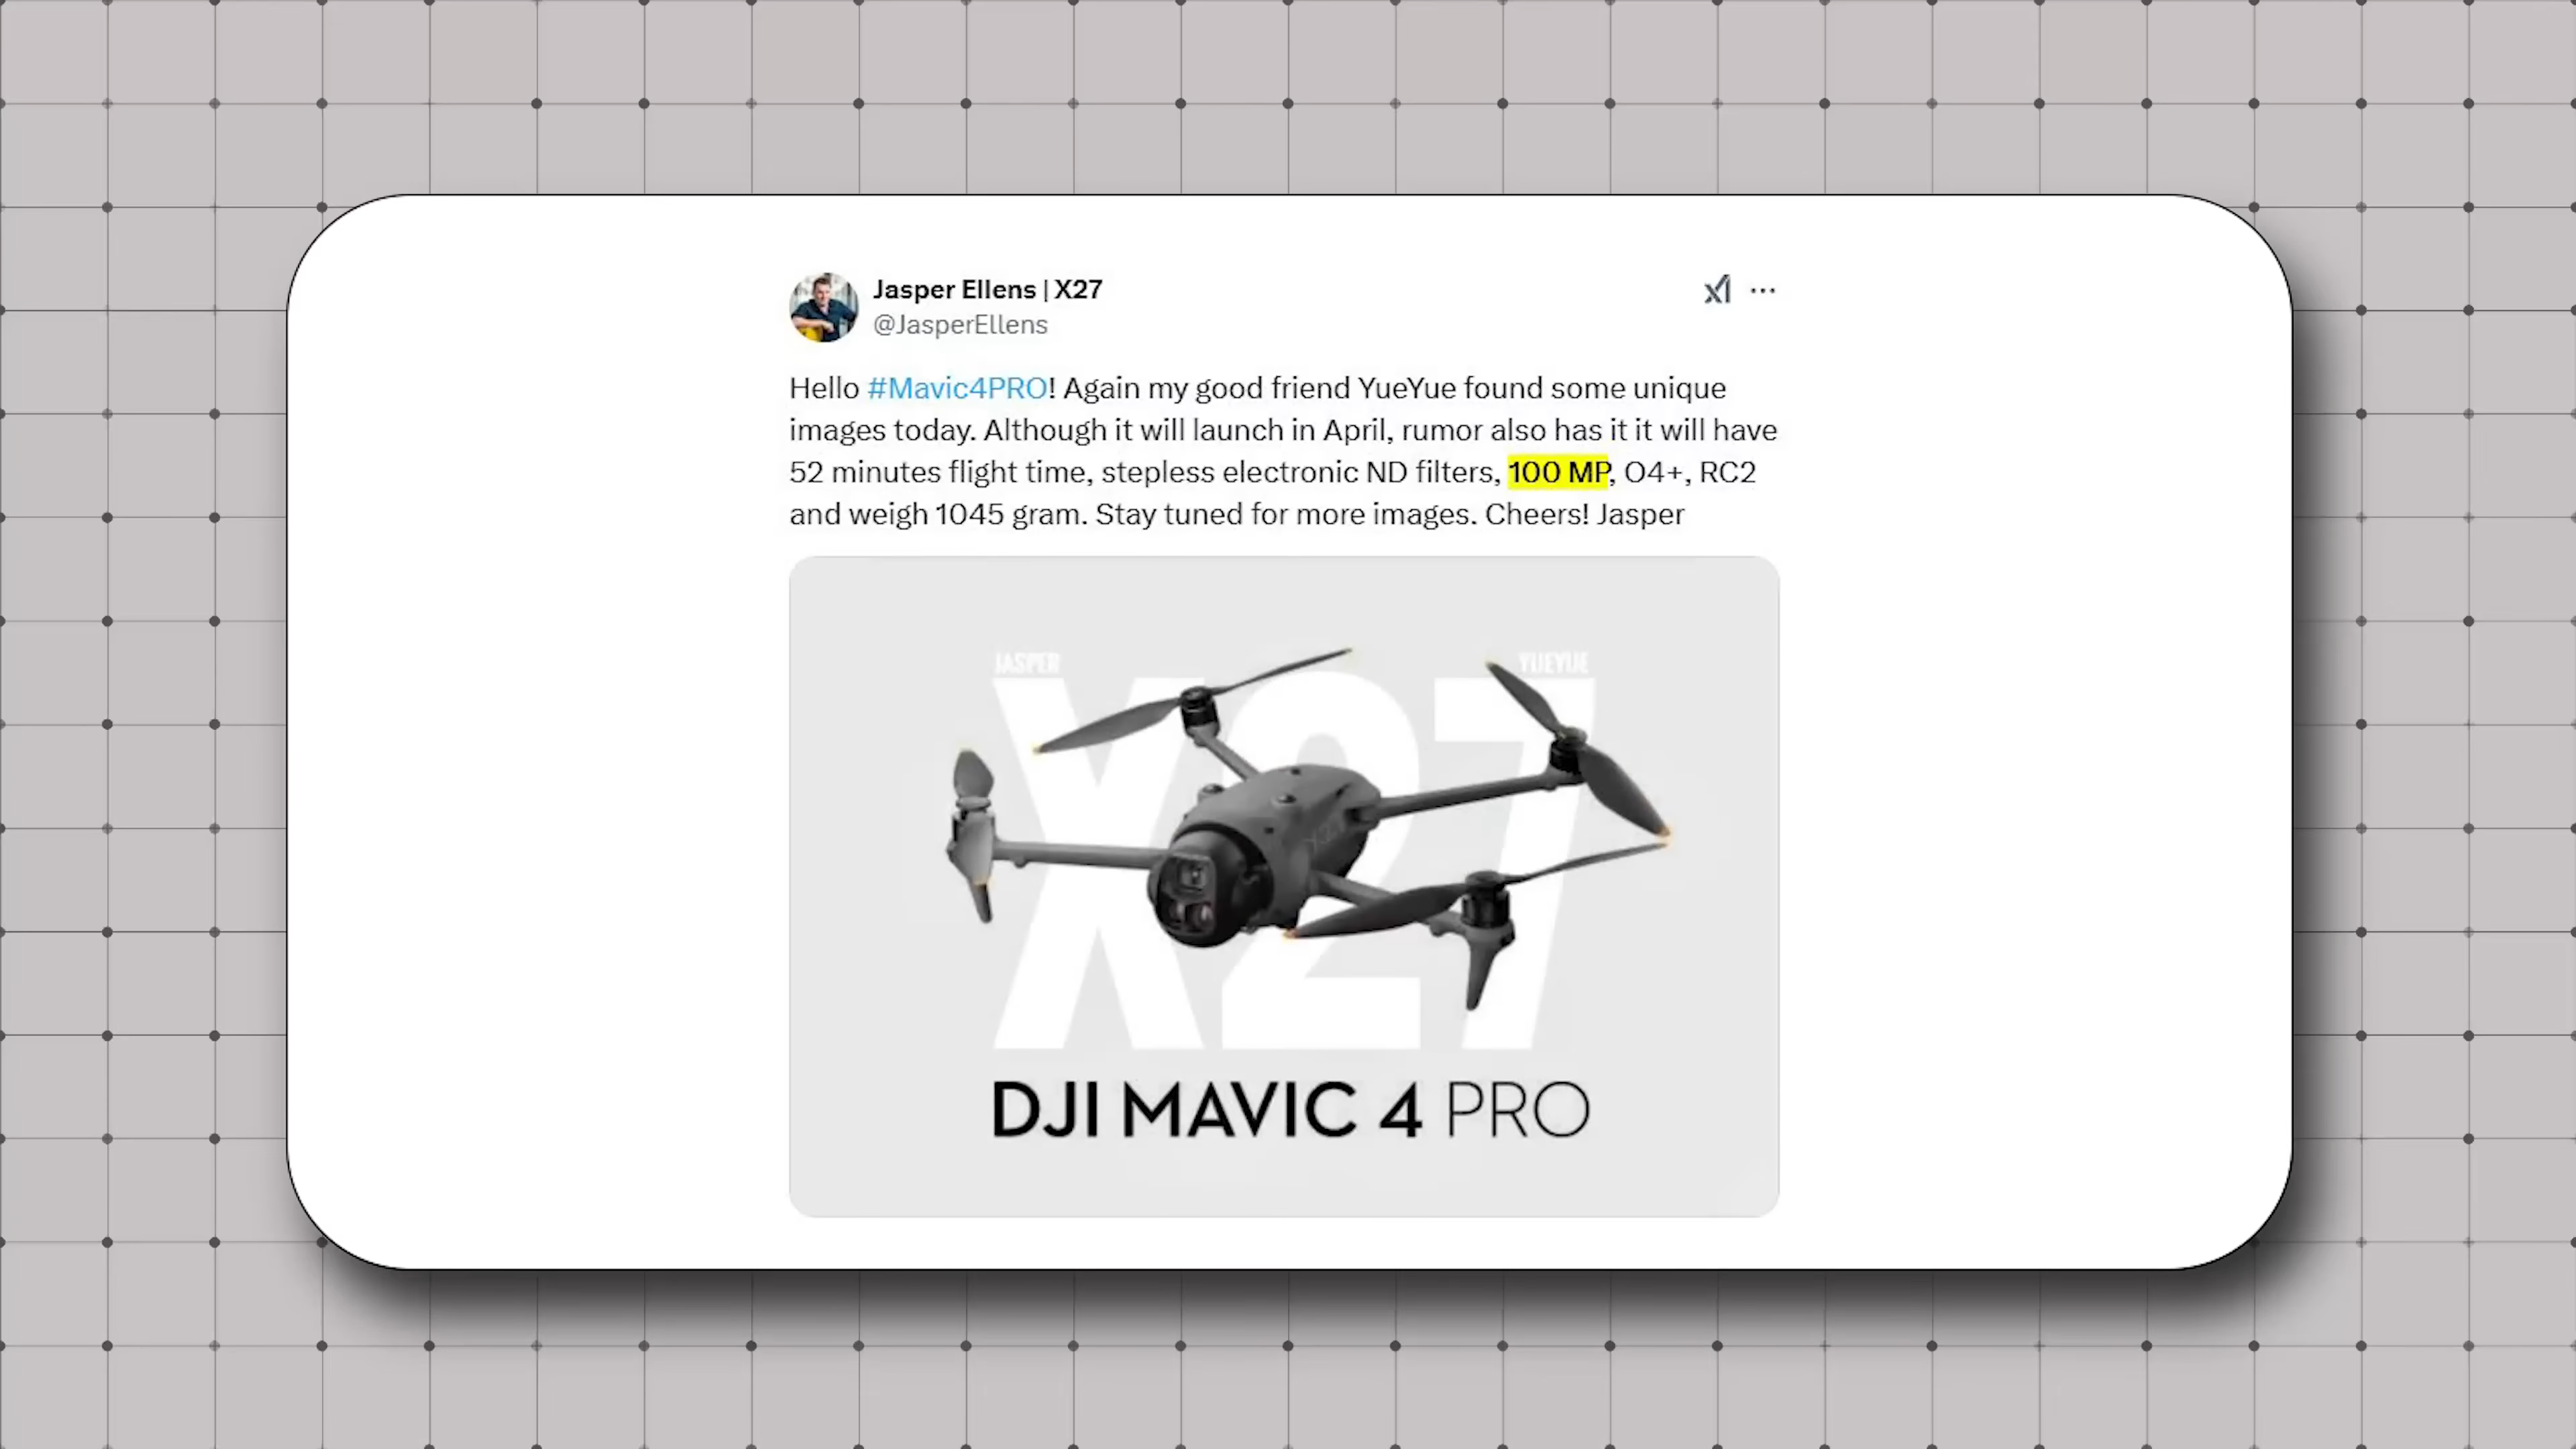 Jasper Ellens | X27
@JasperEllens
Hello #Mavic4PRO! Again my good friend YueYue found some unique
images today. Although it will launch in April, rumor also has it it will have
52 minutes flight time, stepless electronic ND filters, 100 MP, O4+, RC2
and weigh 1045 gram. Stay tuned for more images. Cheers! Jasper
JASPER YUEYUE
X27
X27
DJI MAVIC 4 PRO